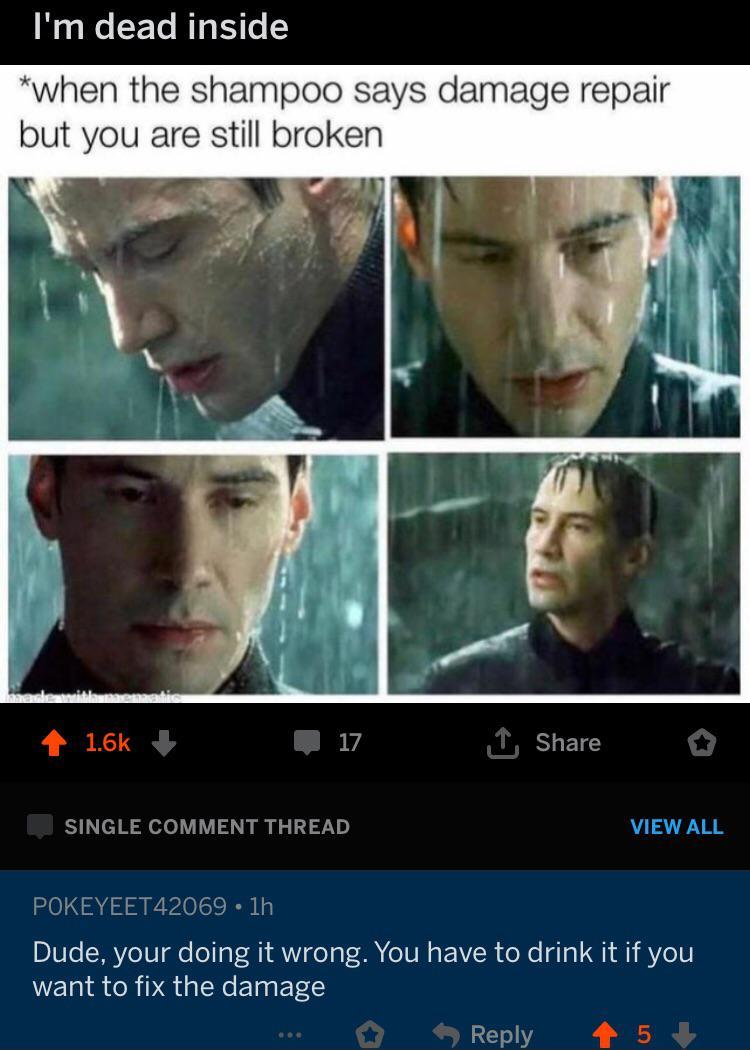 I'm dead inside
*when the shampoo says damage repair
but you are still broken
made with mematic
1.6k
17
Share
SINGLE COMMENT THREAD
VIEW ALL
POKEYEET42069 • 1h
Dude, your doing it wrong. You have to drink it if you
want to fix the damage
Reply
5